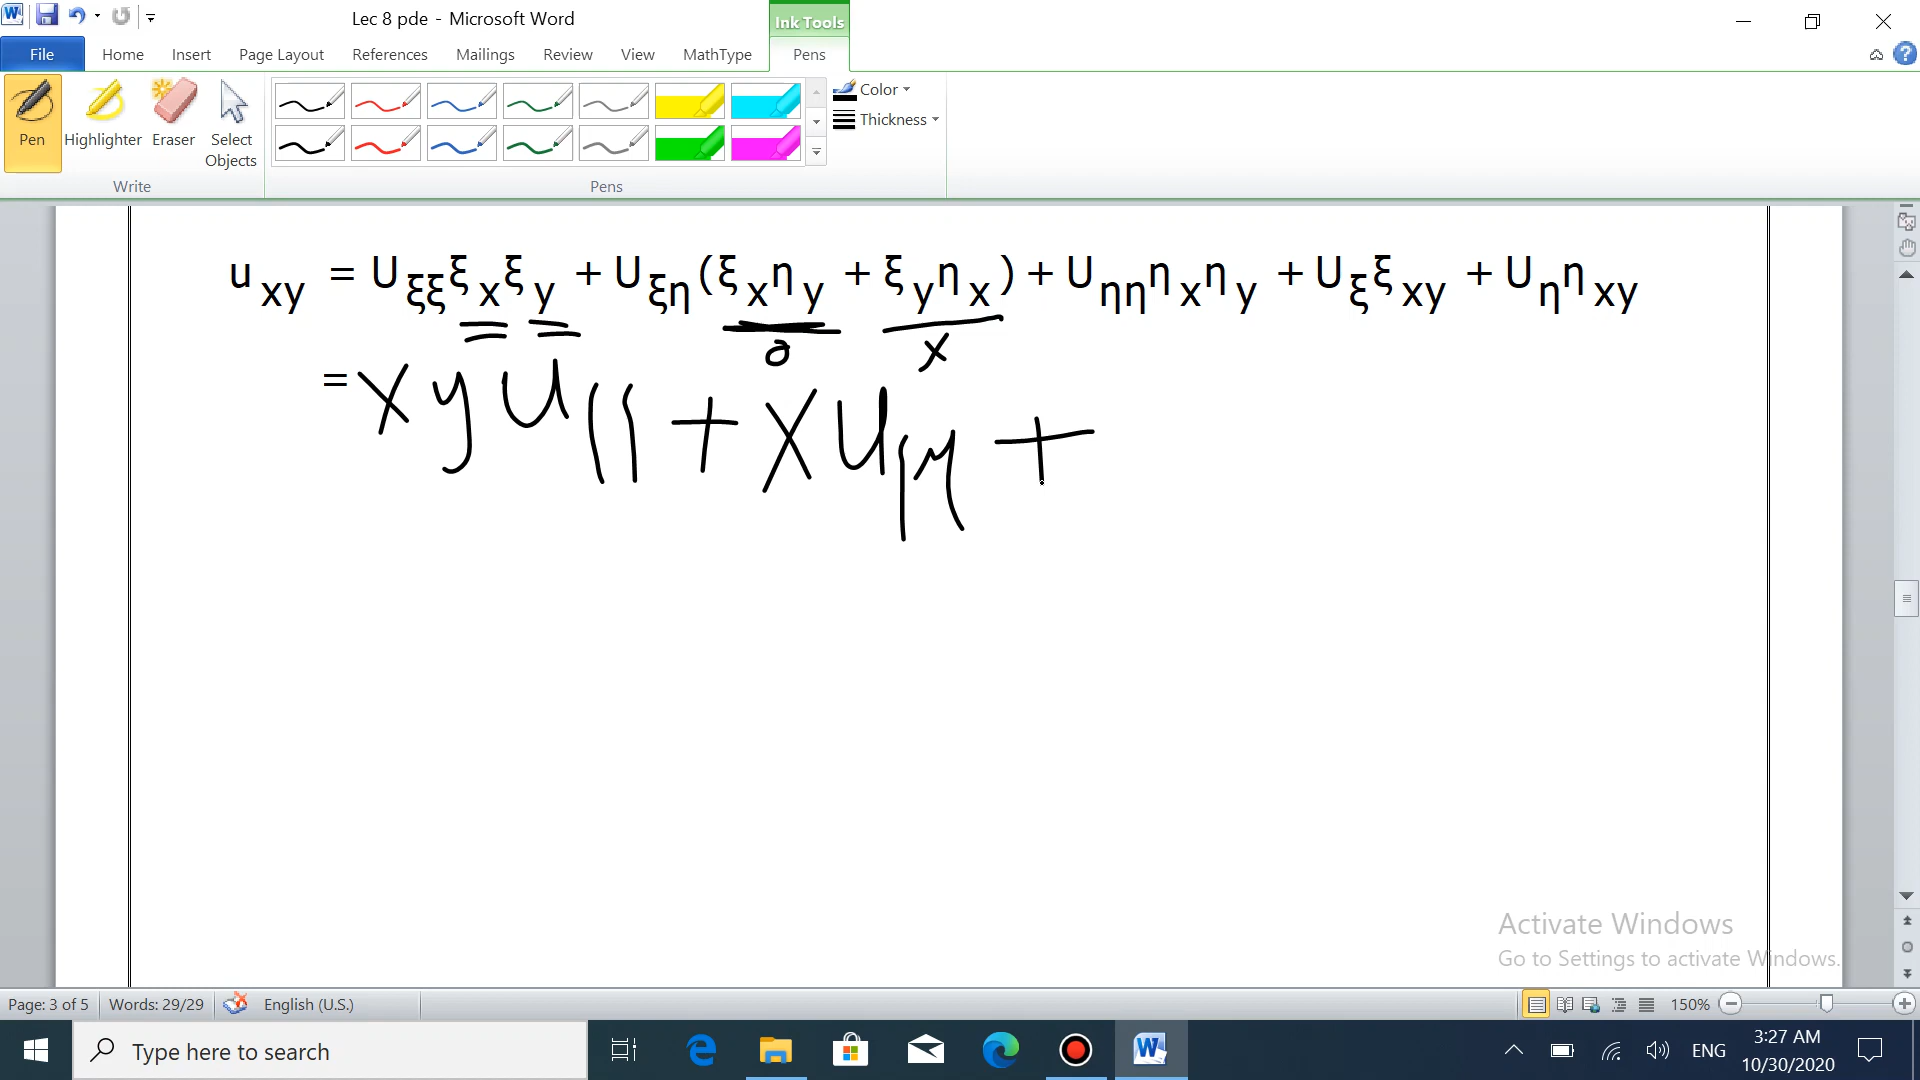 Lec 8 pde - Microsoft Word
Ink Tools
File Home Insert Page Layout References Mailings Review View MathType Pens
Pen Highlighter Eraser Select Objects
Color
Thickness
Write Pens
u_xy = U_ξξ ξ_x ξ_y + U_ξη (ξ_x η_y + ξ_y η_x) + U_ηη η_x η_y + U_ξ ξ_xy + U_η η_xy
0 x
= x y U_ξξ + x U_ξη +
Activate Windows
Go to Settings to activate Windows.
Page: 3 of 5 Words: 29/29 English (U.S.) 150%
Type here to search
ENG
3:27 AM
10/30/2020